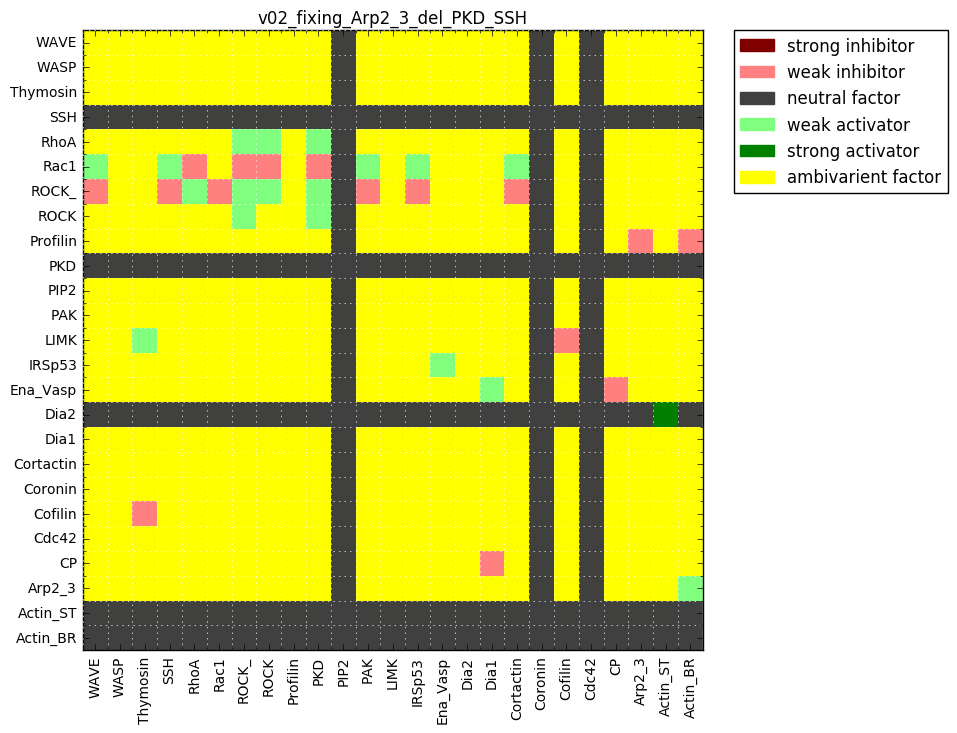 v02_fixing_Arp2_3_del_PKD_SSH
WAVE
WASP
Thymosin
SSH
RhoA
Rac1
ROCK_
ROCK
Profilin
PKD
PIP2
PAK
LIMK
IRSp53
Ena_Vasp
Dia2
Dia1
Cortactin
Coronin
Cofilin
Cdc42
CP
Arp2_3
Actin_ST
Actin_BR
WAVE
WASP
Thymosin
SSH
RhoA
Rac1
ROCK_
ROCK
Profilin
PKD
PIP2
PAK
LIMK
IRSp53
Ena_Vasp
Dia2
Dia1
Cortactin
Coronin
Cofilin
Cdc42
CP
Arp2_3
Actin_ST
Actin_BR
strong inhibitor
weak inhibitor
neutral factor
weak activator
strong activator
ambivarient factor